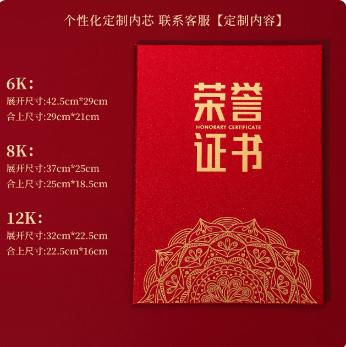 个性化定制内芯 联系客服【定制内容】
6K:
展开尺寸:42.5cm*29cm
合上尺寸:29cm*21cm
8K:
展开尺寸:37cm*25cm
合上尺寸:25cm*18.5cm
12K:
展开尺寸:32cm*22.5cm
合上尺寸:22.5cm*16cm
荣誉
HONORARY CERTIFICATE
证书